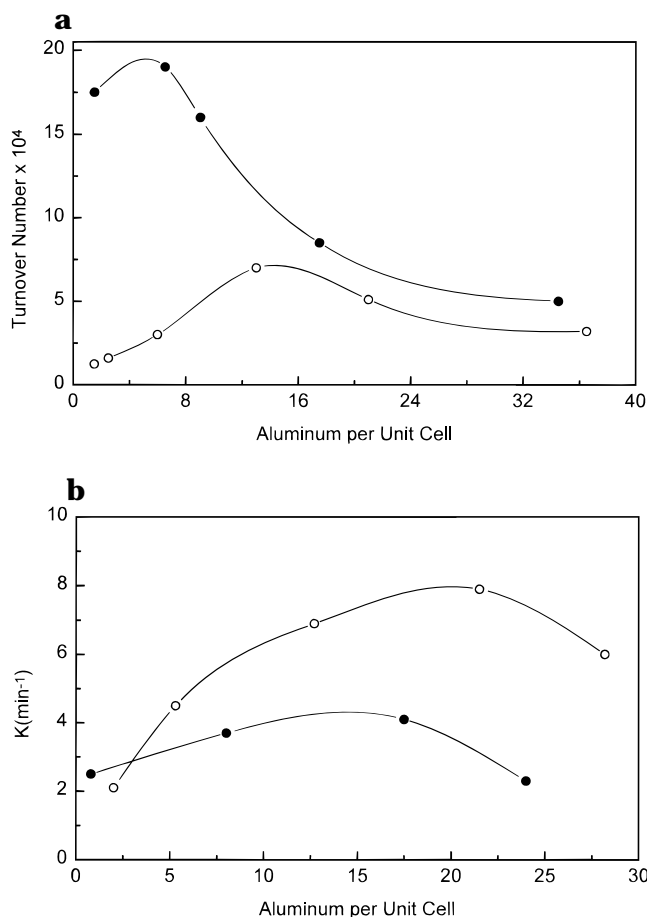 a
20
15
10
5
0
Turnover Number x 10⁴
0 8 16 24 32 40
Aluminum per Unit Cell
b
10
8
6
4
2
0
K(min⁻¹)
0 5 10 15 20 25 30
Aluminum per Unit Cell